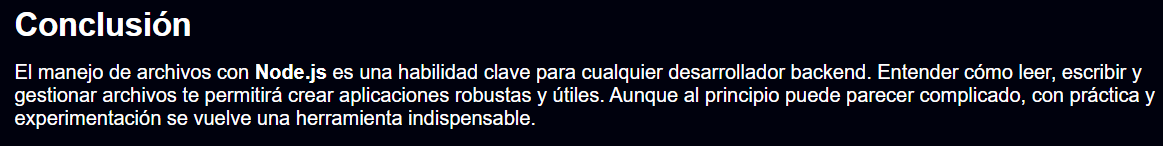 Conclusión
El manejo de archivos con Node.js es una habilidad clave para cualquier desarrollador backend. Entender cómo leer, escribir y
gestionar archivos te permitirá crear aplicaciones robustas y útiles. Aunque al principio puede parecer complicado, con práctica y
experimentación se vuelve una herramienta indispensable.